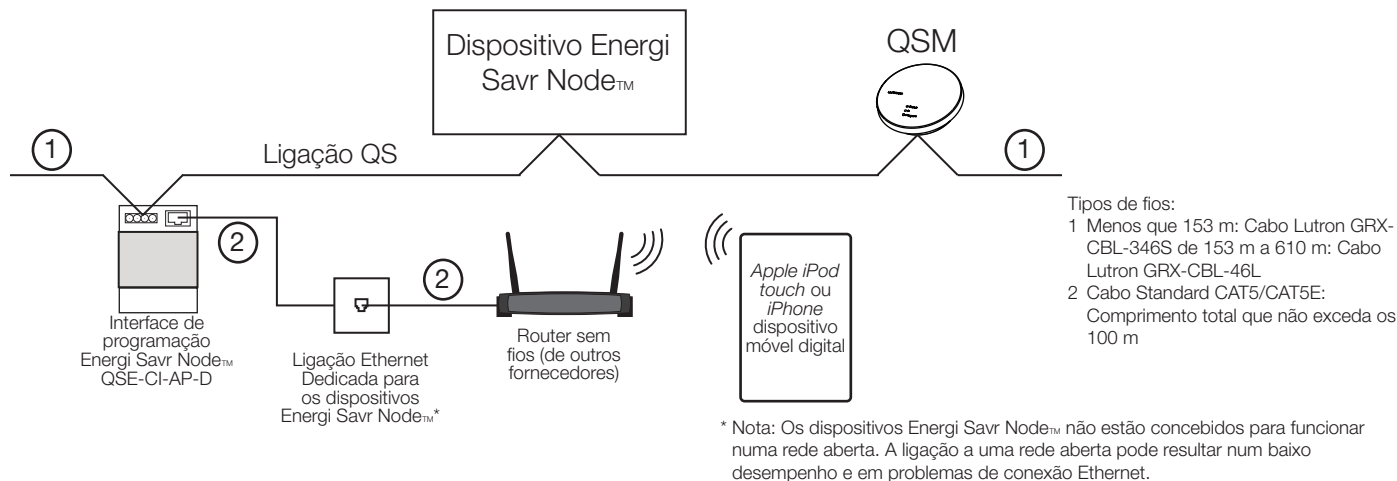 Dispositivo Energi
Savr Node™
QSM
1
Ligação QS
1
2
2
Interface de
programação
Energi Savr Node™
QSE-CI-AP-D
Ligação Ethernet
Dedicada para
os dispositivos
Energi Savr Node™*
Router sem
fios (de outros
fornecedores)
Apple iPod
touch ou
iPhone
dispositivo
móvel digital
Tipos de fios:
1 Menos que 153 m: Cabo Lutron GRX-
CBL-346S de 153 m a 610 m: Cabo
Lutron GRX-CBL-46L
2 Cabo Standard CAT5/CAT5E:
Comprimento total que não exceda os
100 m
* Nota: Os dispositivos Energi Savr Node™ não estão concebidos para funcionar
numa rede aberta. A ligação a uma rede aberta pode resultar num baixo
desempenho e em problemas de conexão Ethernet.